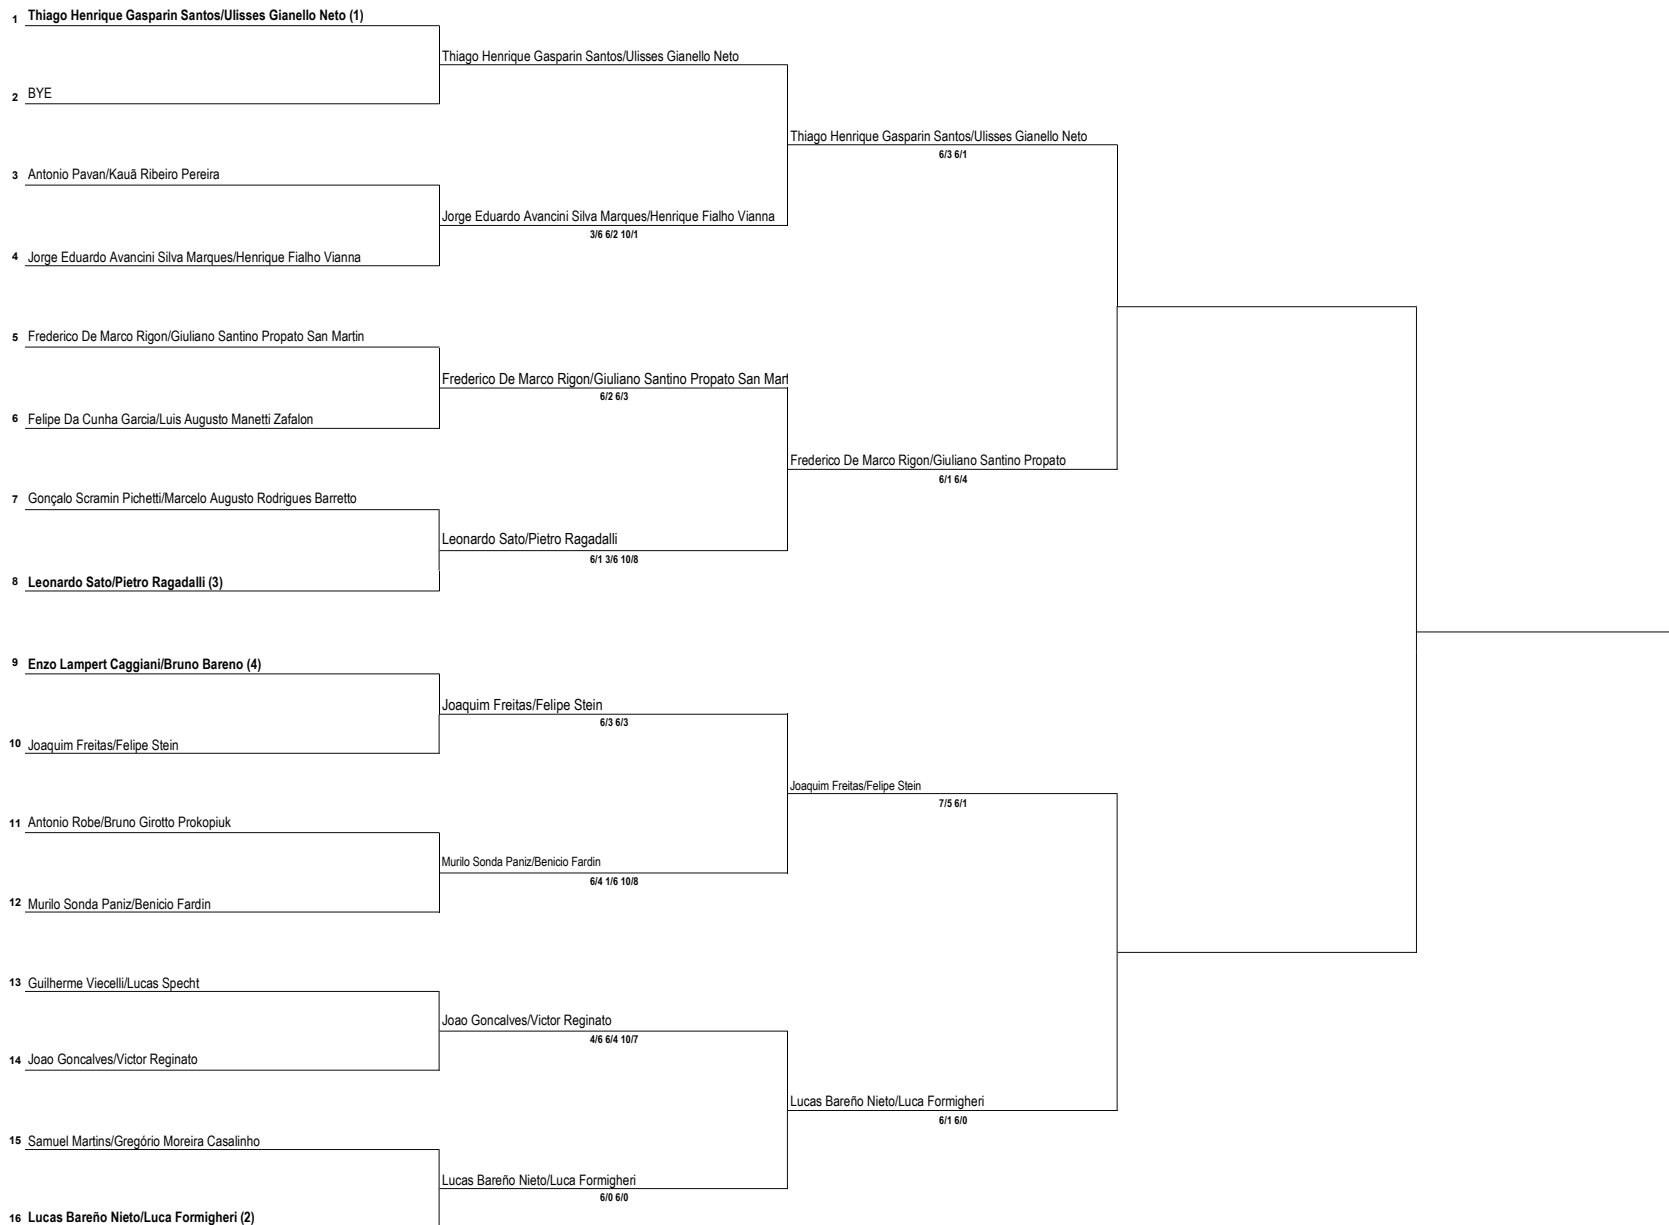 1 Thiago Henrique Gasparin Santos/Ulisses Gianello Neto (1)
Thiago Henrique Gasparin Santos/Ulisses Gianello Neto
2 BYE
Thiago Henrique Gasparin Santos/Ulisses Gianello Neto
6/3 6/1
3 Antonio Pavan/Kauã Ribeiro Pereira
Jorge Eduardo Avancini Silva Marques/Henrique Fialho Vianna
3/6 6/2 10/1
4 Jorge Eduardo Avancini Silva Marques/Henrique Fialho Vianna
5 Frederico De Marco Rigon/Giuliano Santino Propato San Martin
Frederico De Marco Rigon/Giuliano Santino Propato San Mart
6/2 6/3
6 Felipe Da Cunha Garcia/Luis Augusto Manetti Zafalon
Frederico De Marco Rigon/Giuliano Santino Propato
6/1 6/4
7 Gonçalo Scramin Pichetti/Marcelo Augusto Rodrigues Barretto
Leonardo Sato/Pietro Ragadalli
6/1 3/6 10/8
8 Leonardo Sato/Pietro Ragadalli (3)
9 Enzo Lampert Caggiani/Bruno Bareno (4)
Joaquim Freitas/Felipe Stein
6/3 6/3
10 Joaquim Freitas/Felipe Stein
Joaquim Freitas/Felipe Stein
7/5 6/1
11 Antonio Robe/Bruno Girotto Prokopiuk
Murilo Sonda Paniz/Benicio Fardin
6/4 1/6 10/8
12 Murilo Sonda Paniz/Benicio Fardin
13 Guilherme Viecelli/Lucas Specht
Joao Goncalves/Victor Reginato
4/6 6/4 10/7
14 Joao Goncalves/Victor Reginato
Lucas Bareño Nieto/Luca Formigheri
6/1 6/0
15 Samuel Martins/Gregório Moreira Casalinho
Lucas Bareño Nieto/Luca Formigheri
6/0 6/0
16 Lucas Bareño Nieto/Luca Formigheri (2)